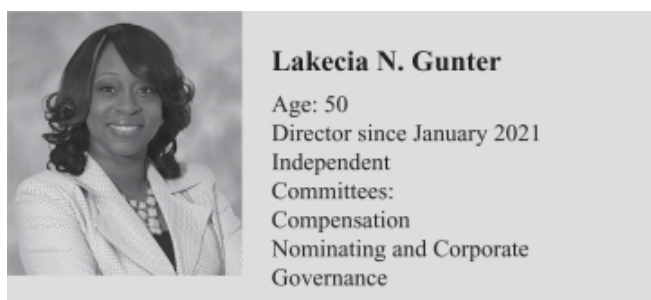 Lakecia N. Gunter
Age: 50
Director since January 2021
Independent
Committees:
Compensation
Nominating and Corporate
Governance